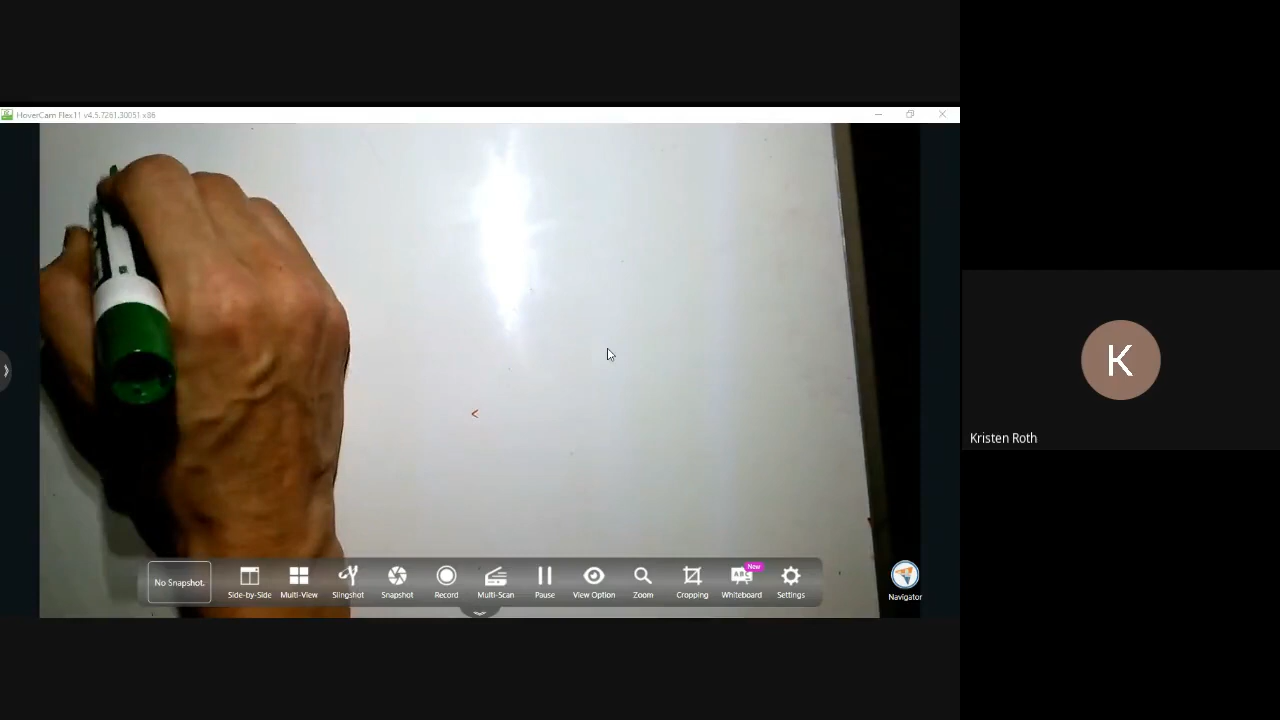 HoverCam Flex11 v4.5.7261.30051 x86
K
Kristen Roth
No Snapshot.
Side-by-Side
Multi-View
Slingshot
Snapshot
Record
Multi-Scan
Pause
View Option
Zoom
Cropping
New
ABC
Whiteboard
Settings
Navigator
<